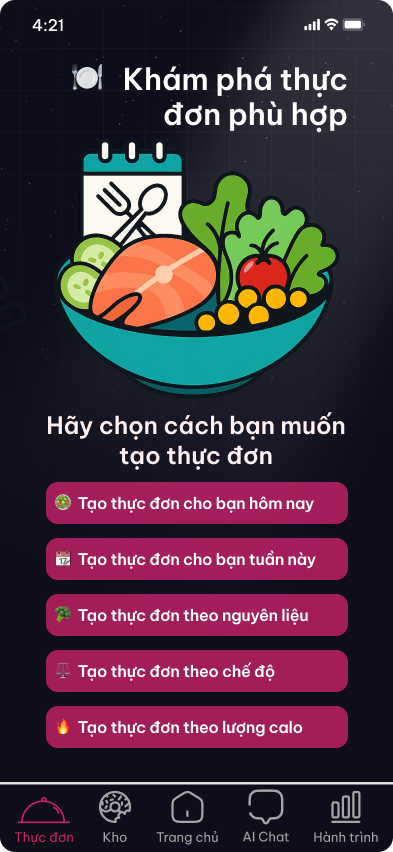 4:21
🍽️ Khám phá thực
đơn phù hợp
Hãy chọn cách bạn muốn
tạo thực đơn
🥗 Tạo thực đơn cho bạn hôm nay
📆 Tạo thực đơn cho bạn tuần này
🥦 Tạo thực đơn theo nguyên liệu
⚖️ Tạo thực đơn theo chế độ
🔥 Tạo thực đơn theo lượng calo
Thực đơn Kho Trang chủ AI Chat Hành trình